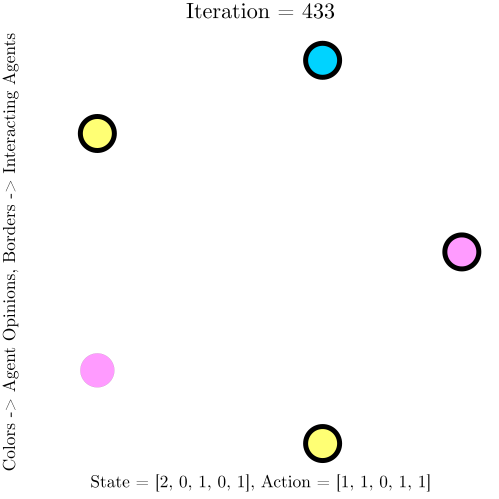 Iteration = 433
Colors -> Agent Opinions, Borders -> Interacting Agents
State = [2, 0, 1, 0, 1], Action = [1, 1, 0, 1, 1]